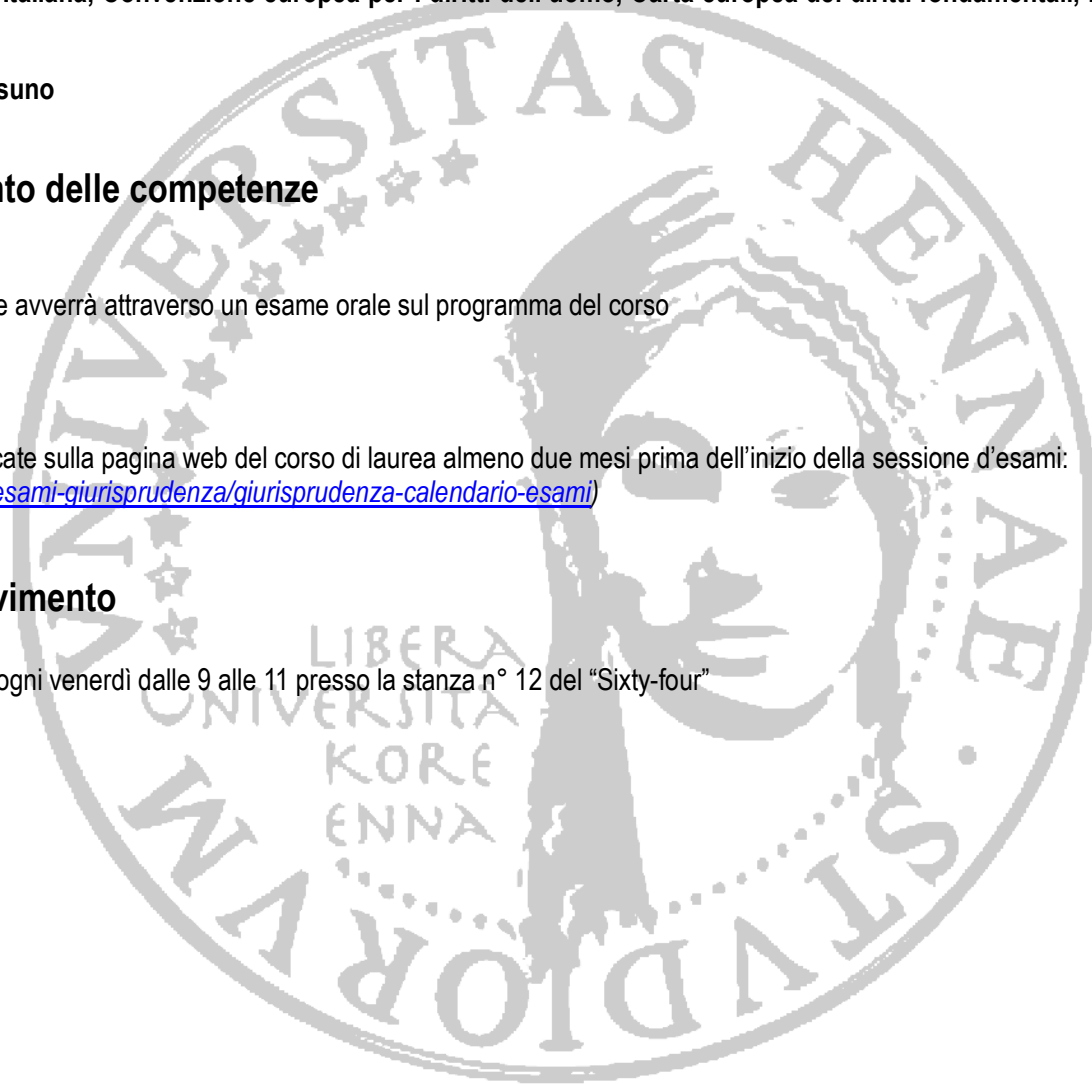 italiana, Convenzione europea per i diritti dell'uomo, Carta europea dei diritti fondamentali,
suno
nto delle competenze
e avverrà attraverso un esame orale sul programma del corso
cate sulla pagina web del corso di laurea almeno due mesi prima dell’inizio della sessione d’esami:
esami-giurisprudenza/giurisprudenza-calendario-esami)
vimento
ogni venerdì dalle 9 alle 11 presso la stanza n° 12 del “Sixty-four”
VNIVERSITAS HENNAE · STVDIORVM
LIBERA
UNIVERSITÀ
KORE
ENNA